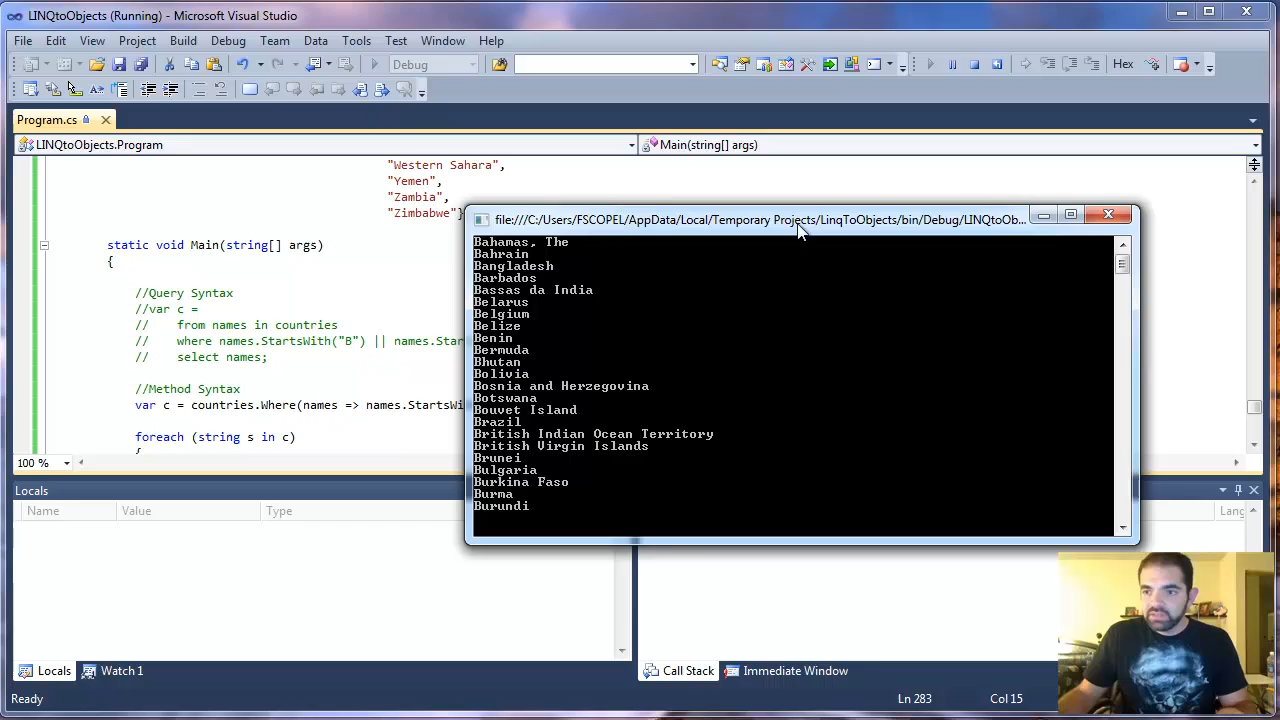 LINQtoObjects (Running) - Microsoft Visual Studio
File Edit View Project Build Debug Team Data Tools Test Window Help
Debug
Hex
Program.cs
LINQtoObjects.Program
Main(string[] args)
"Western Sahara",
"Yemen",
"Zambia",
"Zimbabwe"}
static void Main(string[] args)
{
//Query Syntax
//var c =
// from names in countries
// where names.StartsWith("B") || names.Star
// select names;
//Method Syntax
var c = countries.Where(names => names.StartsWi
foreach (string s in c)
{
100 %
file:///C:/Users/FSCOPEL/AppData/Local/Temporary Projects/LinqToObjects/bin/Debug/LINQtoOb...
Bahamas, The
Bahrain
Bangladesh
Barbados
Bassas da India
Belarus
Belgium
Belize
Benin
Bermuda
Bhutan
Bolivia
Bosnia and Herzegovina
Botswana
Bouvet Island
Brazil
British Indian Ocean Territory
British Virgin Islands
Brunei
Bulgaria
Burkina Faso
Burma
Burundi
Locals
Name Value Type
Lang
Locals Watch 1
Call Stack Immediate Window
Ready
Ln 283 Col 15